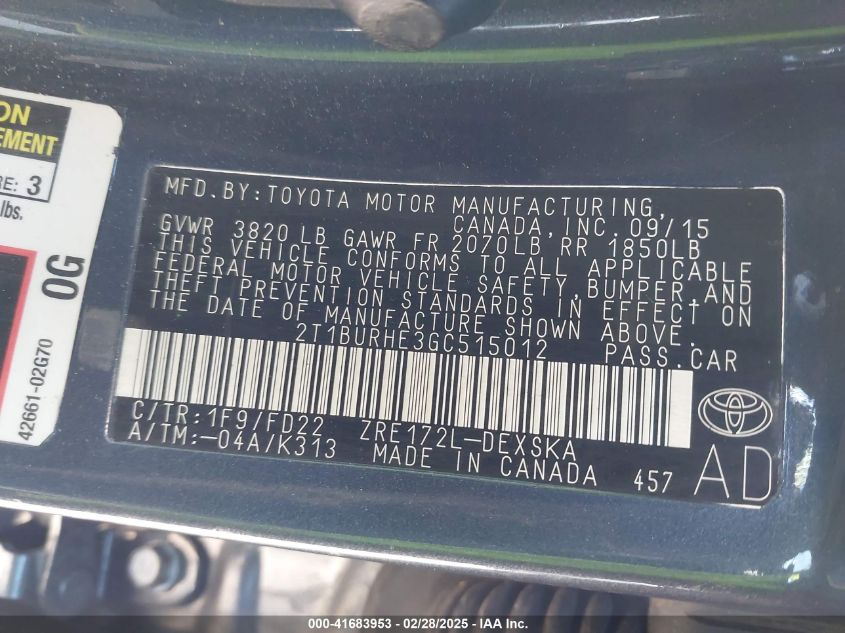 ON
EMENT
RE: 3
lbs.
0G
42661-02G70
MFD. BY: TOYOTA MOTOR MANUFACTURING,
CANADA, INC. 09/15
GVWR 3820 LB GAWR FR 2070LB RR 1850LB
THIS VEHICLE CONFORMS TO ALL APPLICABLE
FEDERAL MOTOR VEHICLE SAFETY, BUMPER, AND
THEFT PREVENTION STANDARDS IN EFFECT ON
THE DATE OF MANUFACTURE SHOWN ABOVE.
2T1BURHE3GC515012 PASS.CAR
C/TR: 1F9/FD22 ZRE172L-DEXSKA
A/TM: -04A/K313 MADE IN CANADA 457
AD
000-41683953 - 02/28/2025 - IAA Inc.